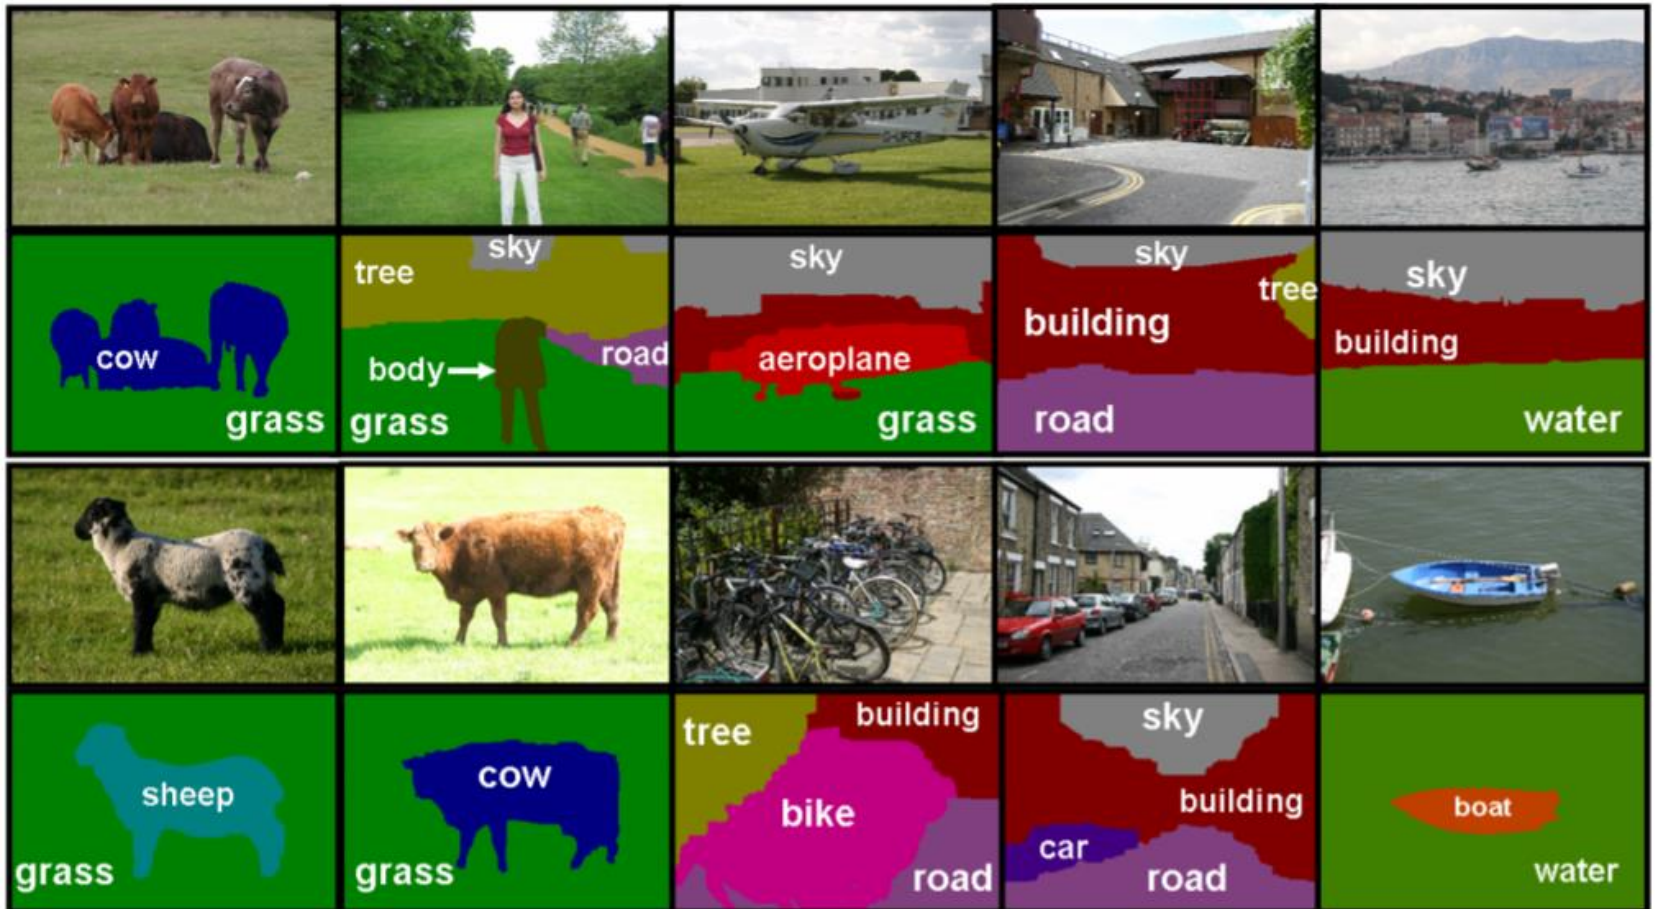 sky
tree
cow
body
road
grass
grass
sky
aeroplane
grass
sky
tree
building
road
sky
building
water
sheep
grass
cow
grass
tree
building
bike
road
sky
building
car
road
boat
water